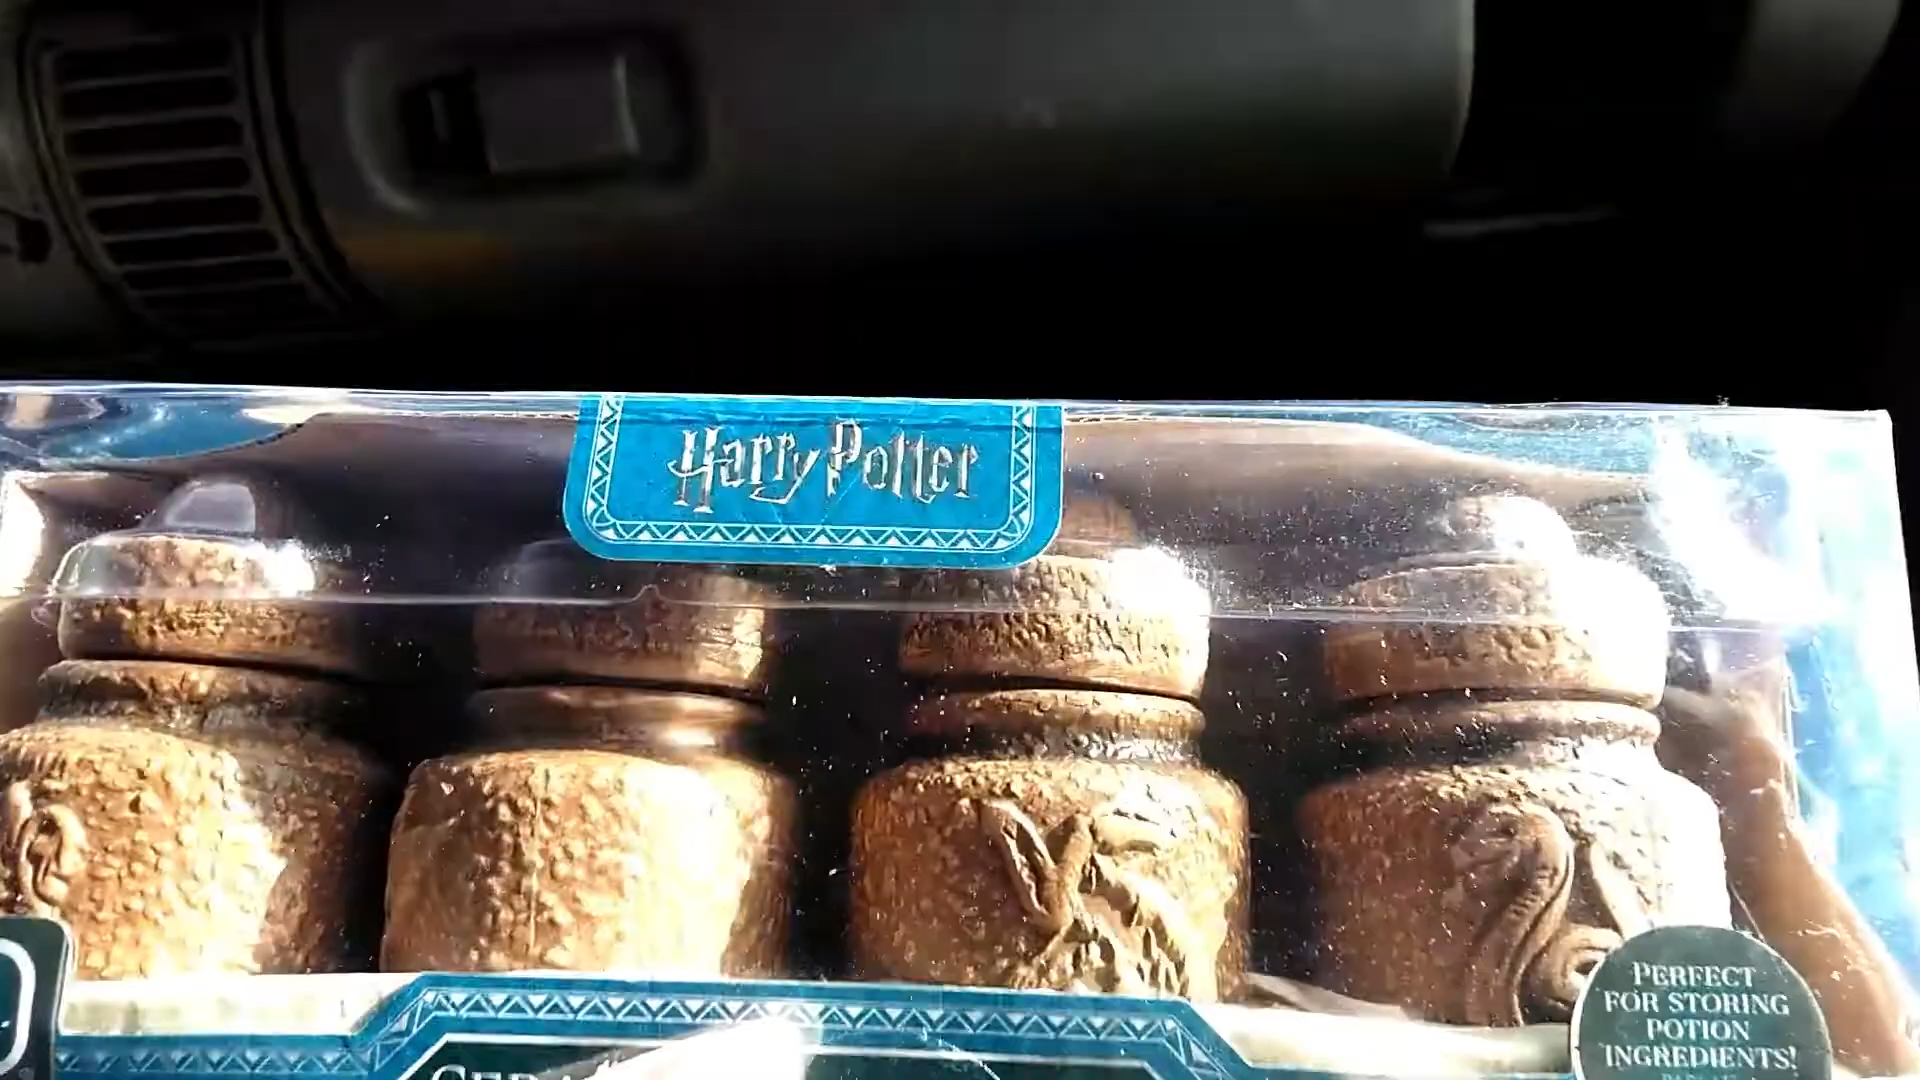 Harry Potter
PERFECT
FOR STORING
POTION
INGREDIENTS!